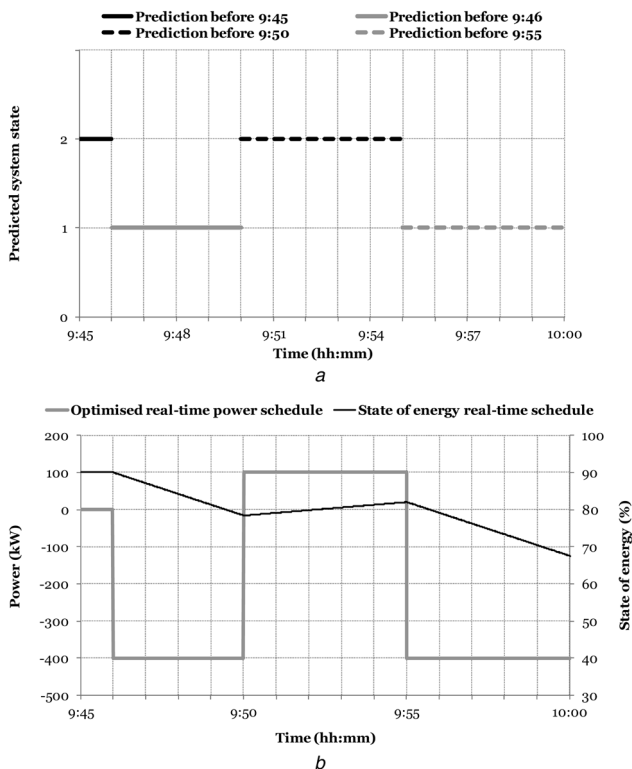 Prediction before 9:45 Prediction before 9:46
Prediction before 9:50 Prediction before 9:55
Predicted system state
2
1
0
9:45 9:48 9:51 9:54 9:57 10:00
Time (hh:mm)
a
Optimised real-time power schedule State of energy real-time schedule
200 100
100 90
0 80
-100 70
-200 60
-300 50
-400 40
-500 30
Power (kW)
State of energy (%)
9:45 9:50 9:55 10:00
Time (hh:mm)
b